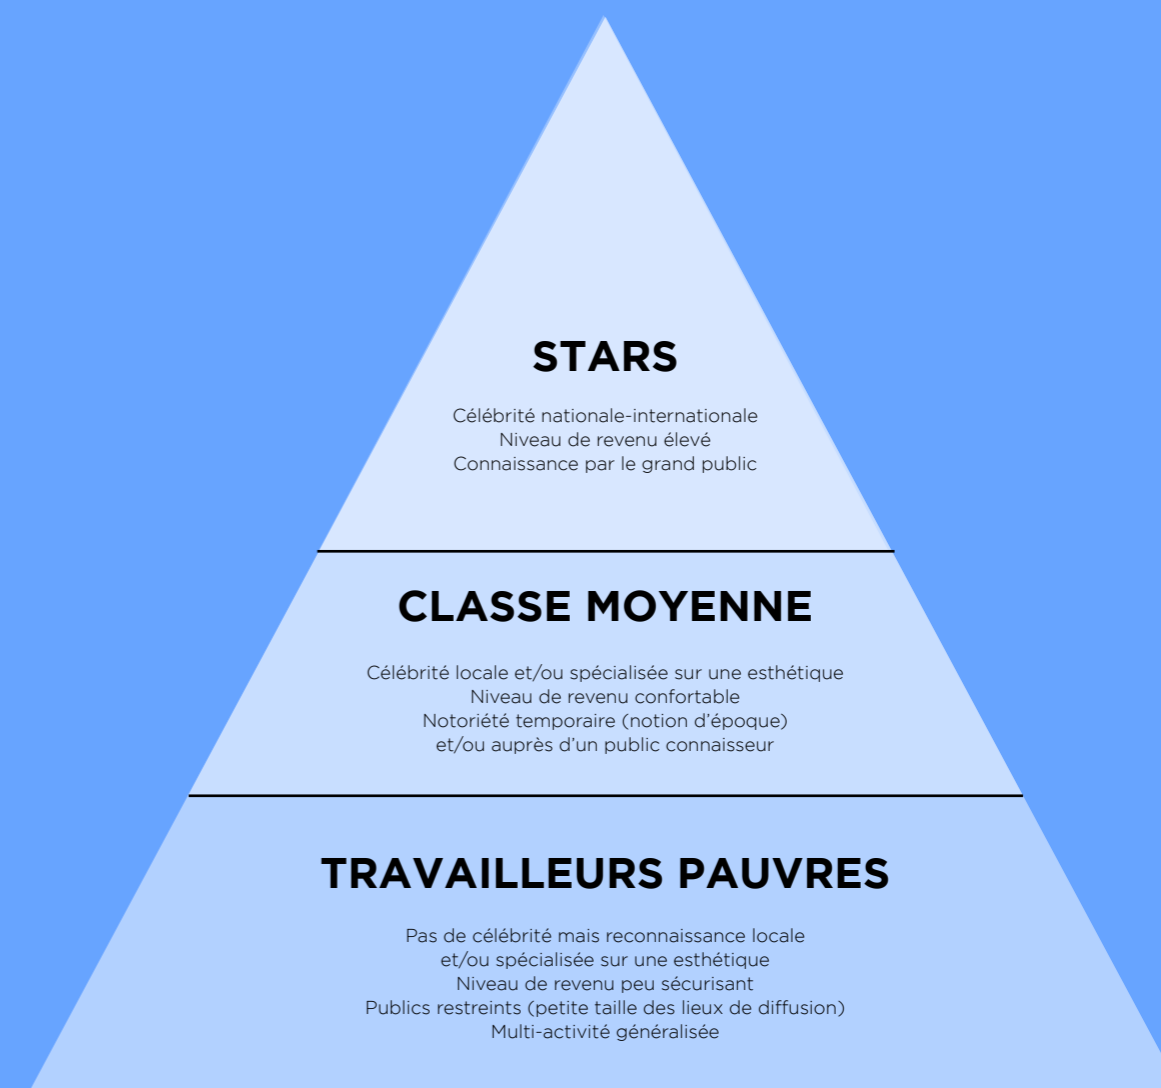 STARS
Célébrité nationale-internationale
Niveau de revenu élevé
Connaissance par le grand public
CLASSE MOYENNE
Célébrité locale et/ou spécialisée sur une esthétique
Niveau de revenu confortable
Notoriété temporaire (notion d'époque)
et/ou auprès d'un public connaisseur
TRAVAILLEURS PAUVRES
Pas de célébrité mais reconnaissance locale
et/ou spécialisée sur une esthétique
Niveau de revenu peu sécurisant
Publics restreints (petite taille des lieux de diffusion)
Multi-activité généralisée